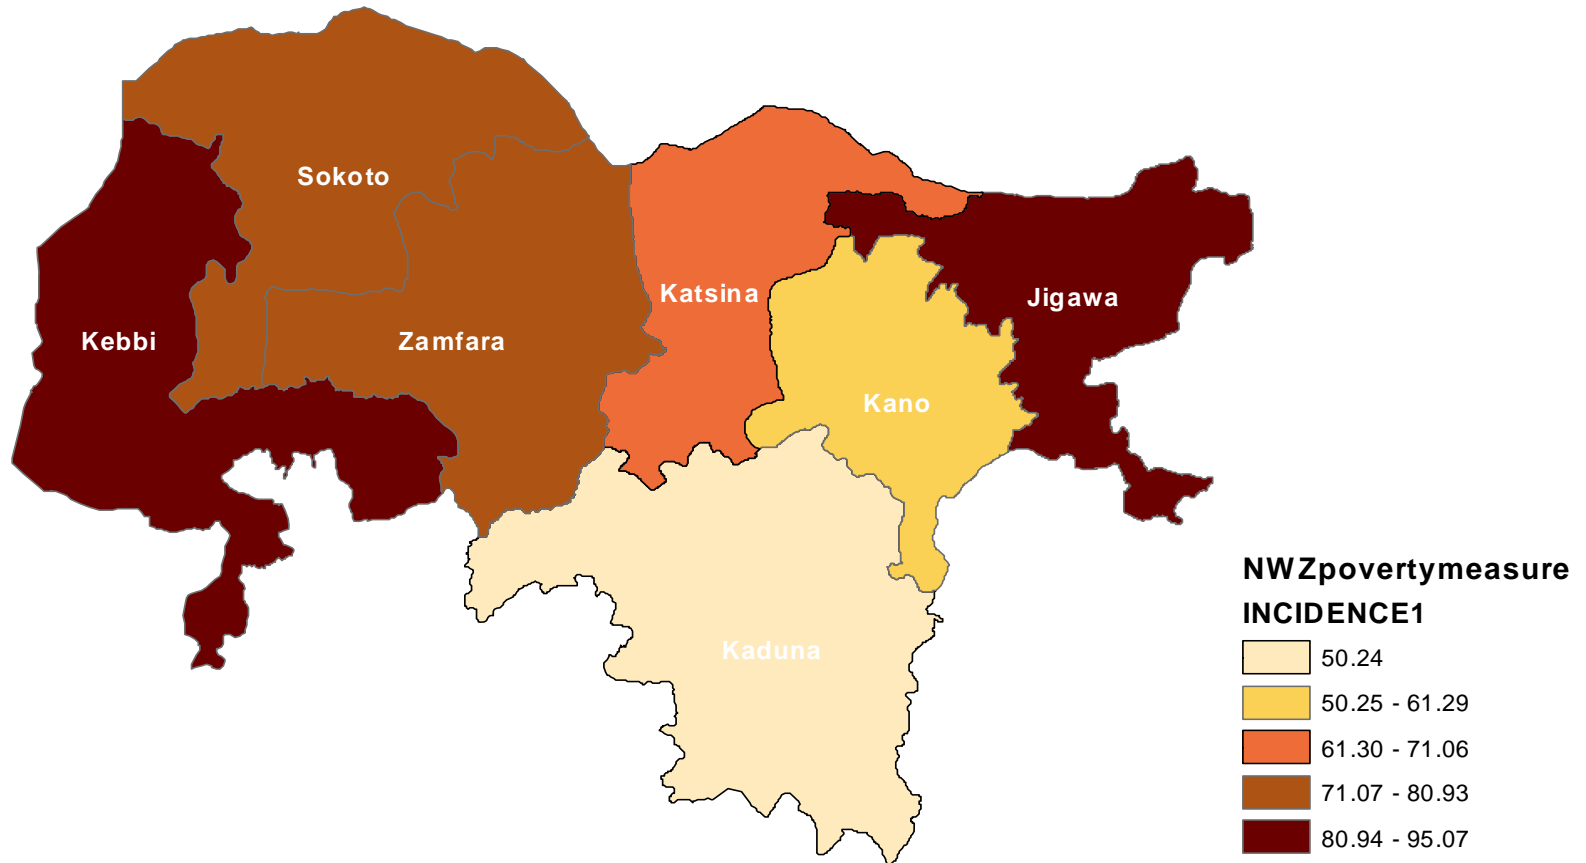 Sokoto
Katsina
Jigawa
Kebbi
Zamfara
Kano
Kaduna
NWZpovertymeasure
INCIDENCE1
50.24
50.25 - 61.29
61.30 - 71.06
71.07 - 80.93
80.94 - 95.07